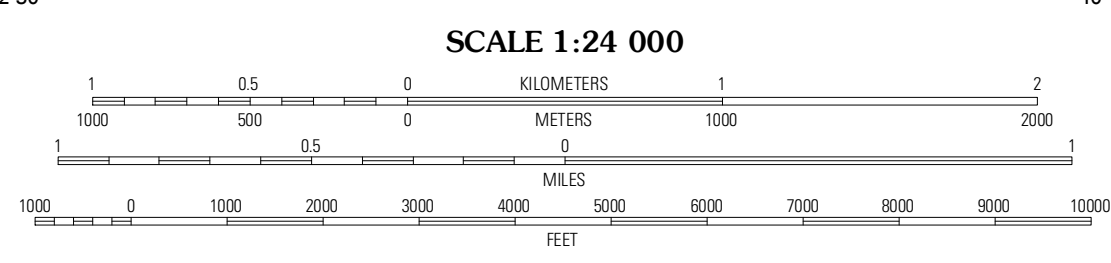 SCALE 1:24 000
1 0.5 0 KILOMETERS 1 2
1000 500 0 METERS 1000 2000
1 0.5 0 1
MILES
1000 0 1000 2000 3000 4000 5000 6000 7000 8000 9000 10000
FEET